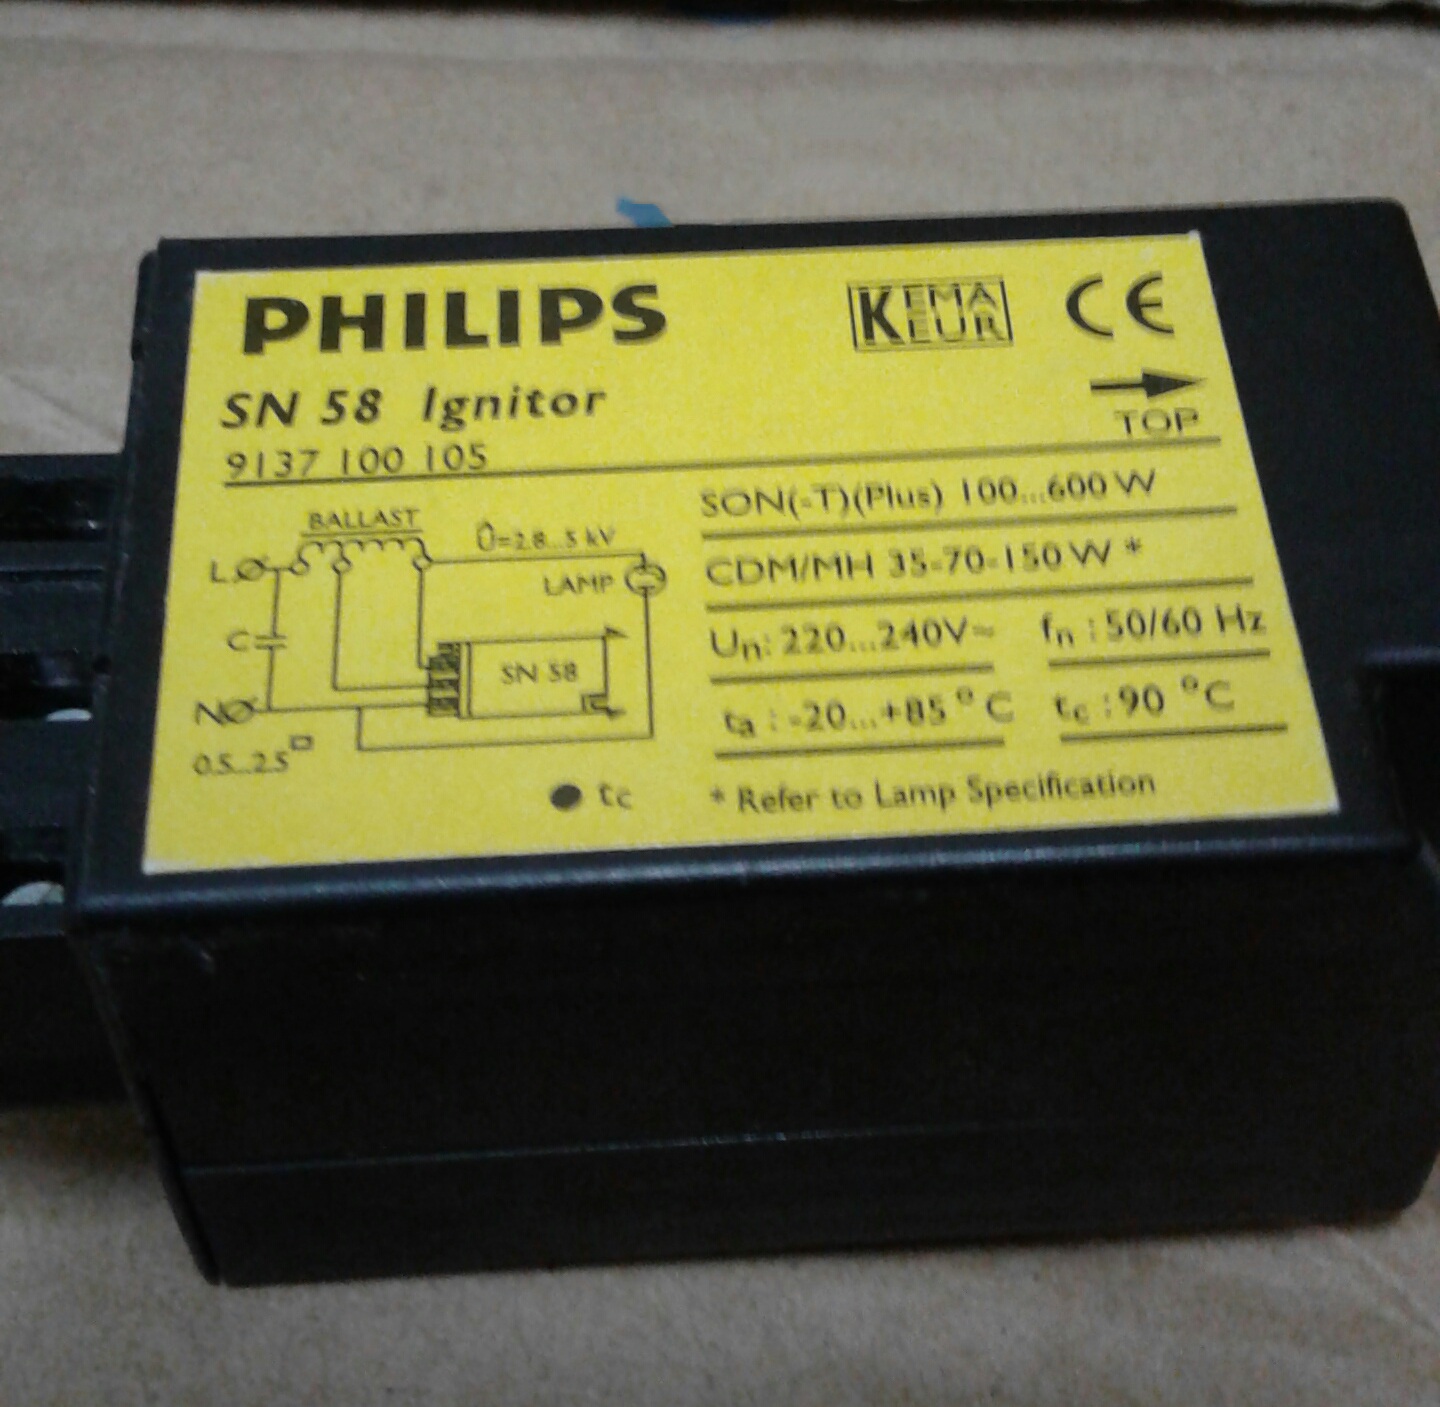 PHILIPS
KEMA
KEUR
CE
SN 58 Ignitor
TOP
9137 100 105
SON(-T)(Plus) 100...600 W
CDM/MH 35-70-150 W *
Un: 220...240V~
fn : 50/60 Hz
ta : -20...+85 °C
tc : 90 °C
* Refer to Lamp Specification
BALLAST
Û=2.8...5 kV
L
LAMP
C
SN 58
N
0.5...2.5□
tc